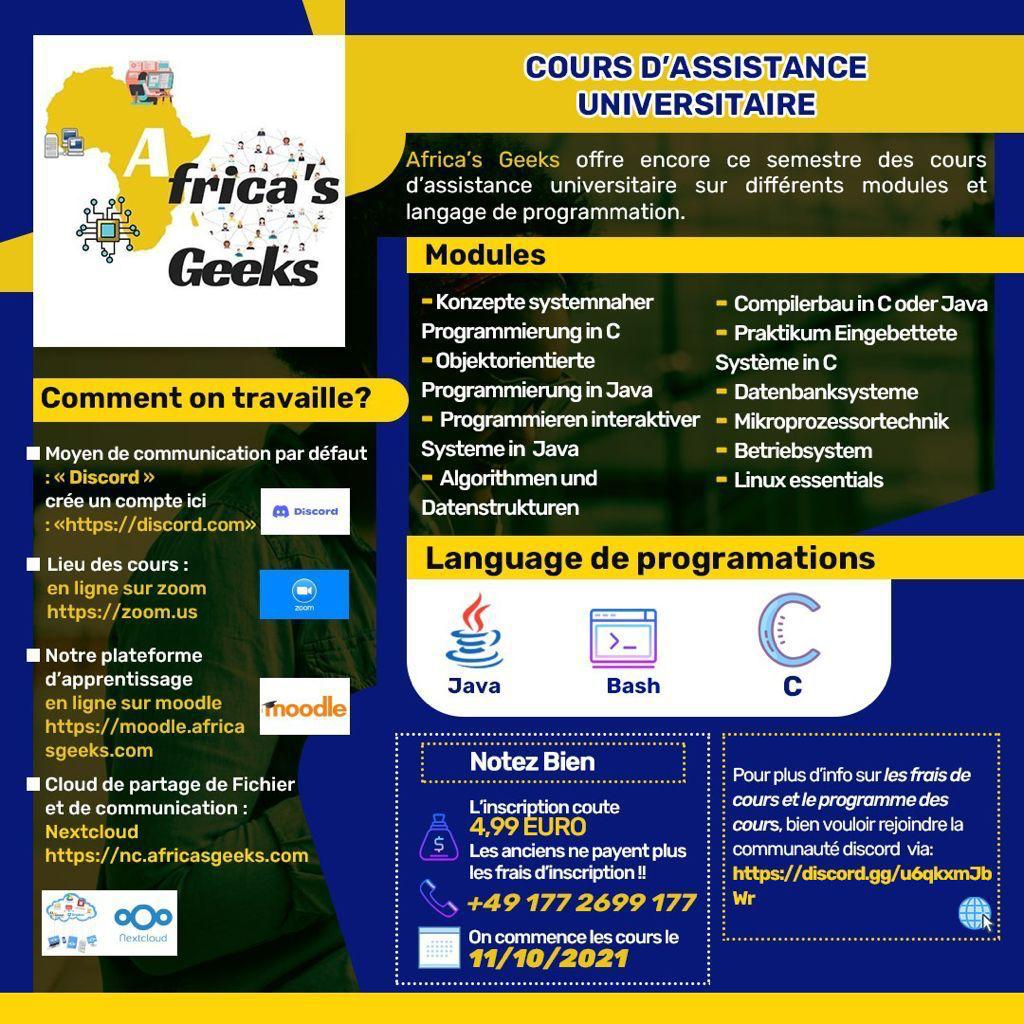 Africa's
Geeks
COURS D'ASSISTANCE
UNIVERSITAIRE
Africa's Geeks offre encore ce semestre des cours
d'assistance universitaire sur différents modules et
langage de programmation.
Modules
- Konzepte systemnaher
Programmierung in C
- Objektorientierte
Programmierung in Java
- Programmieren interaktiver
Systeme in Java
- Algorithmen und
Datenstrukturen
- Compilerbau in C oder Java
- Praktikum Eingebettete
Système in C
- Datenbanksysteme
- Mikroprozessortechnik
- Betriebsystem
- Linux essentials
Comment on travaille?
Moyen de communication par défaut
: « Discord »
crée un compte ici
: «https://discord.com»
Discord
Lieu des cours :
en ligne sur zoom
https://zoom.us
zoom
Notre plateforme
d'apprentissage
en ligne sur moodle
https://moodle.africa
sgeeks.com
moodle
Cloud de partage de Fichier
et de communication :
Nextcloud
https://nc.africasgeeks.com
Nextcloud
Language de programations
Java
Bash
C
Notez Bien
L'inscription coute
4,99 EURO
Les anciens ne payent plus
les frais d'inscription !!
+49 177 2699 177
On commence les cours le
11/10/2021
Pour plus d'info sur les frais de
cours et le programme des
cours, bien vouloir rejoindre la
communauté discord via:
https://discord.gg/u6qkxmJb
Wr